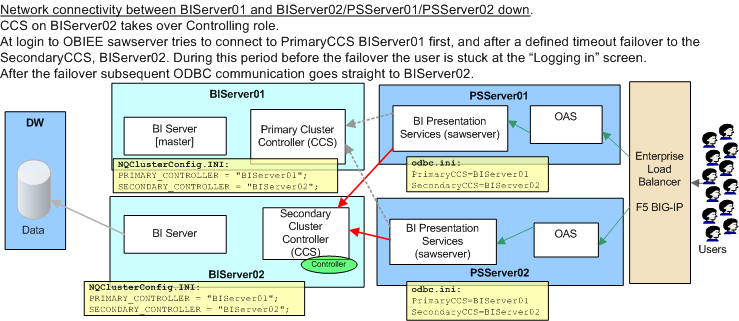 Network connectivity between BIServer01 and BIServer02/PSServer01/PSServer02 down.
CCS on BIServer02 takes over Controlling role.
At login to OBIEE sawserver tries to connect to PrimaryCCS BIServer01 first, and after a defined timeout failover to the
SecondaryCCS, BIServer02. During this period before the failover the user is stuck at the “Logging in” screen.
After the failover subsequent ODBC communication goes straight to BIServer02.
DW
Data
BIServer01
BI Server
[master]
Primary Cluster
Controller (CCS)
NQClusterConfig.INI:
PRIMARY_CONTROLLER = "BIServer01";
SECONDARY_CONTROLLER = "BIServer02";
BI Server
Secondary
Cluster
Controller
(CCS)
Controller
BIServer02
NQClusterConfig.INI:
PRIMARY_CONTROLLER = "BIServer01";
SECONDARY_CONTROLLER = "BIServer02";
PSServer01
BI Presentation
Services (sawserver)
OAS
odbc.ini:
PrimaryCCS=BIServer01
SecondaryCCS=BIServer02
BI Presentation
Services
(sawserver)
OAS
PSServer02
odbc.ini:
PrimaryCCS=BIServer01
SecondaryCCS=BIServer02
Enterprise
Load
Balancer
F5 BIG-IP
Users